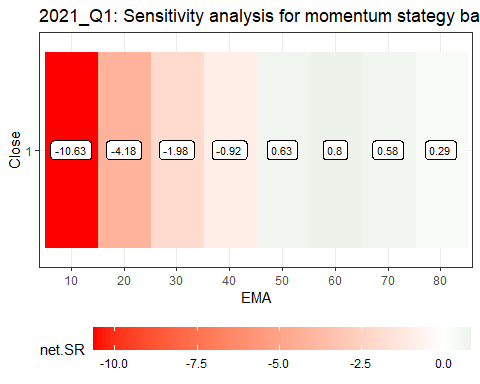 2021_Q1: Sensitivity analysis for momentum stategy ba
Close
1
-10.63 -4.18 -1.98 -0.92 0.63 0.8 0.58 0.29
10 20 30 40 50 60 70 80
EMA
net.SR
-10.0 -7.5 -5.0 -2.5 0.0